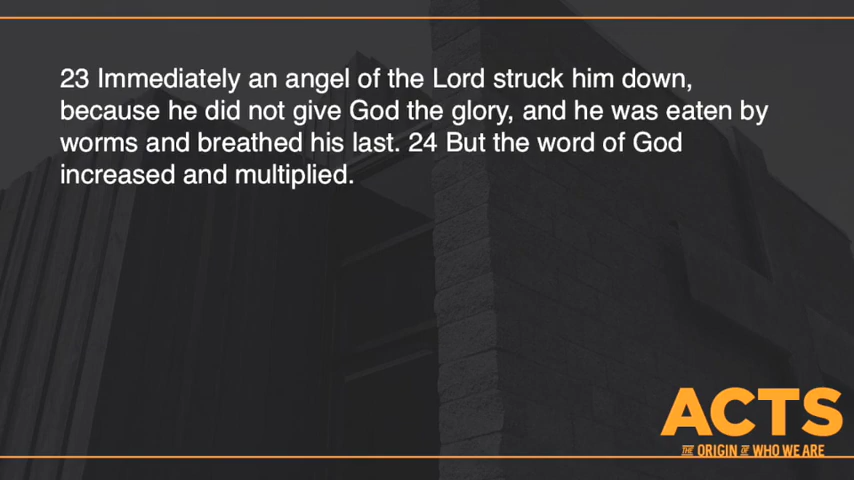 23 Immediately an angel of the Lord struck him down,
because he did not give God the glory, and he was eaten by
worms and breathed his last. 24 But the word of God
increased and multiplied.
ACTS
THE ORIGIN OF WHO WE ARE